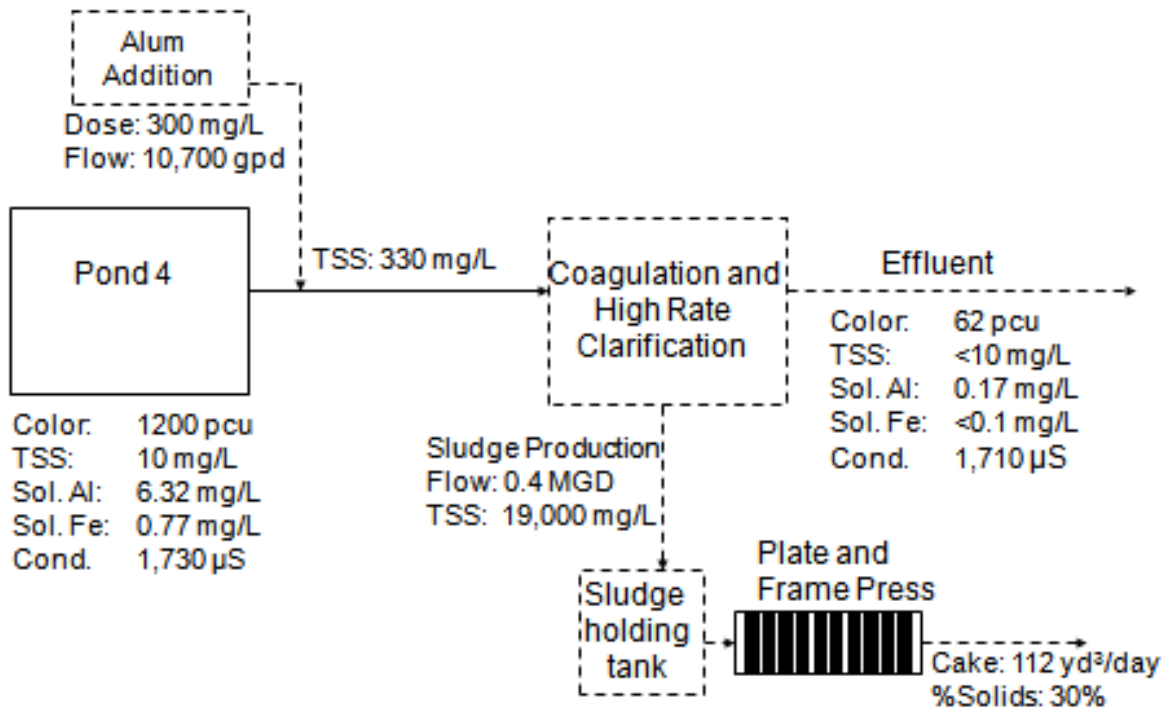 Alum
Addition
Dose: 300 mg/L
Flow: 10,700 gpd
Pond 4
TSS: 330 mg/L
Coagulation and
High Rate
Clarification
Effluent
Color: 62 pcu
TSS: <10 mg/L
Sol. Al: 0.17 mg/L
Sol. Fe: <0.1 mg/L
Cond. 1,710 µS
Color: 1200 pcu
TSS: 10 mg/L
Sol. Al: 6.32 mg/L
Sol. Fe: 0.77 mg/L
Cond. 1,730 µS
Sludge Production
Flow: 0.4 MGD
TSS: 19,000 mg/L
Sludge
holding
tank
Plate and
Frame Press
Cake: 112 yd³/day
%Solids: 30%